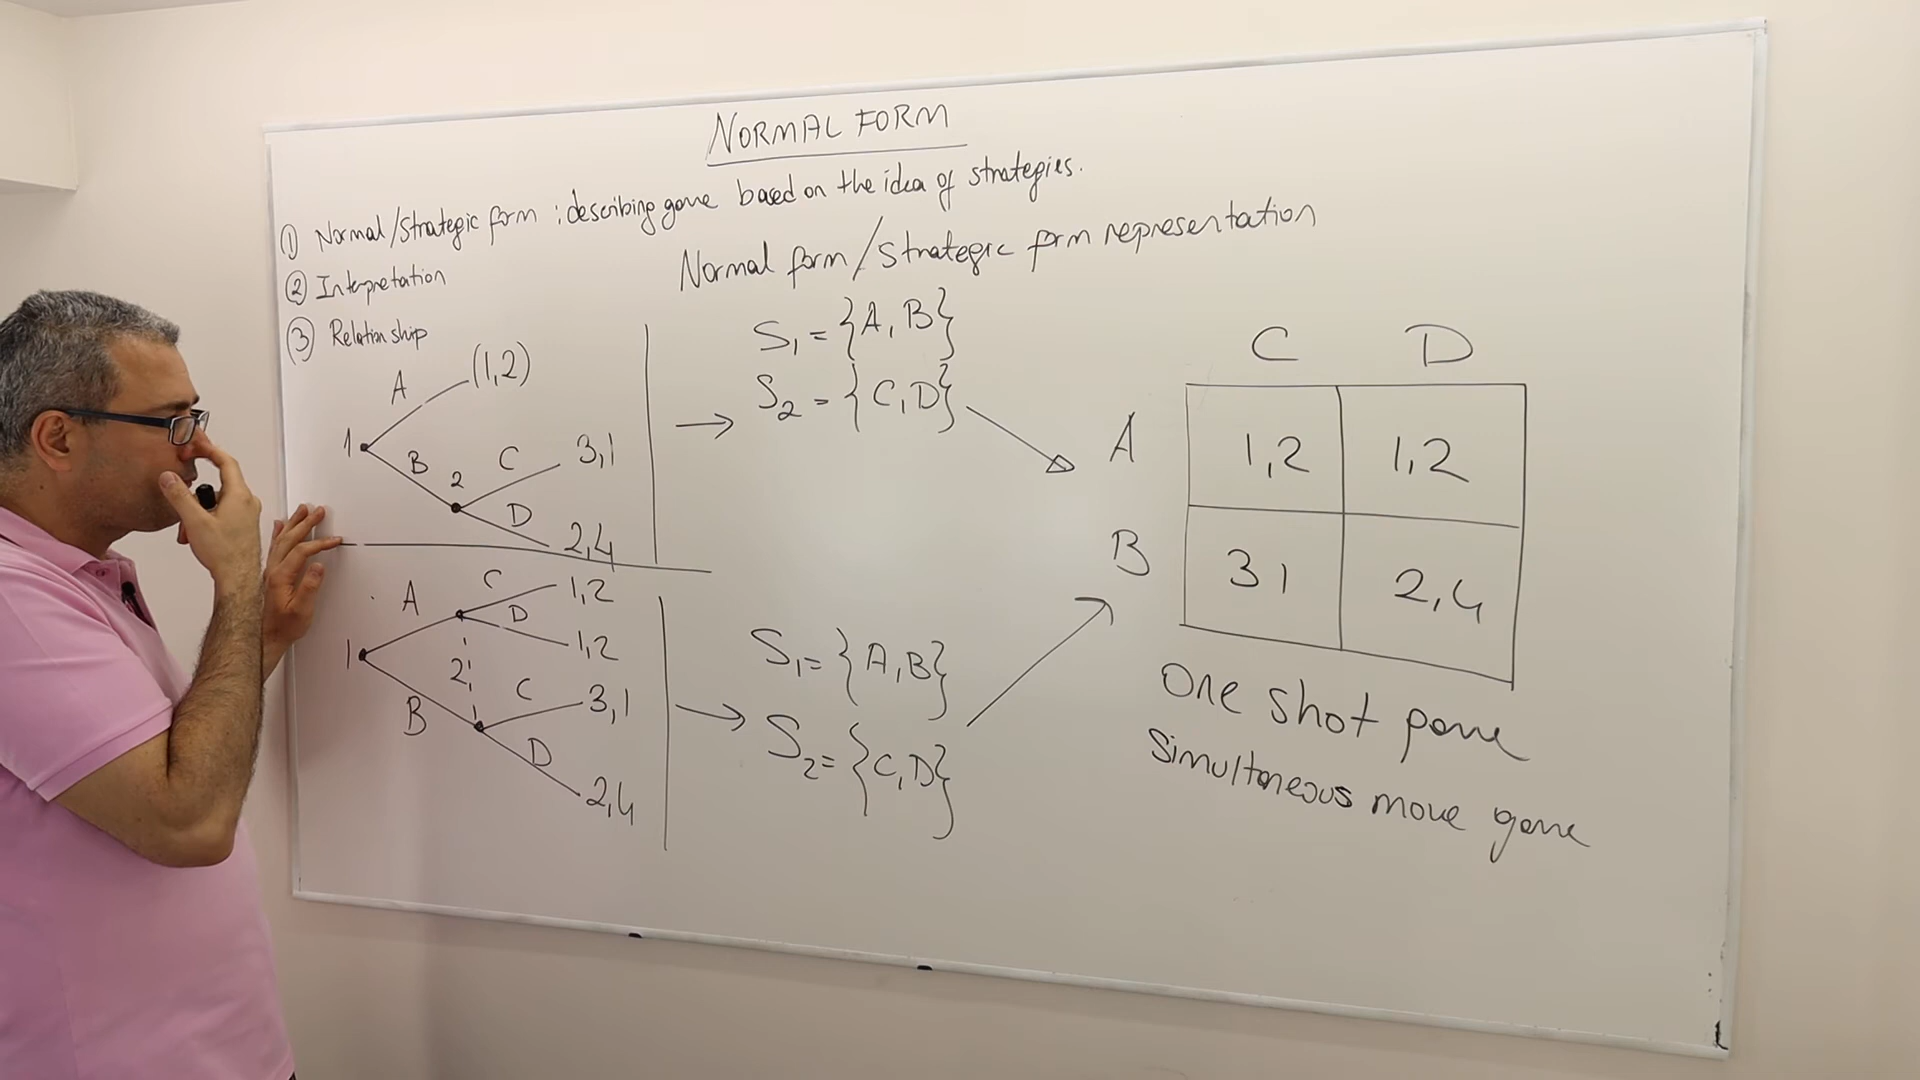 NORMAL FORM
① Normal/Strategic form : describing game based on the idea of strategies.
② Interpretation
③ Relationship
Normal form/strategic form representation
A (1,2)
1 B 2 C 3,1
D 2,4
S₁ = {A, B}
S₂ = {C, D}
A C 1,2
D 1,2
1 2 C 3,1
B D 2,4
S₁ = {A, B}
S₂ = {C, D}
C D
A 1,2 1,2
B 3 1 2,4
One shot game
Simultaneous move game